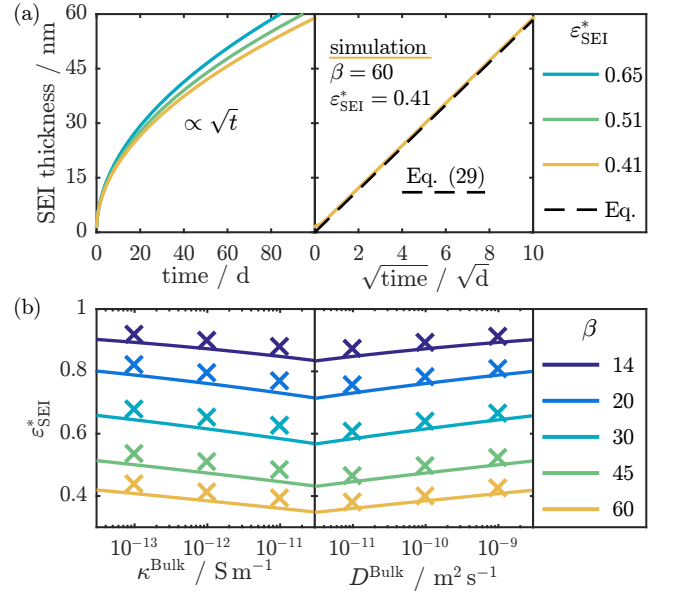 (a)
SEI thickness / nm
60
45
30
15
0
∝ √t
0 20 40 60 80
time / d
simulation
β = 60
ε*SEI = 0.41
Eq. (29)
0 2 4 6 8 10
√time / √d
ε*SEI
0.65
0.51
0.41
Eq.
(b)
ε*SEI
1
0.8
0.6
0.4
10⁻¹³ 10⁻¹² 10⁻¹¹
κᴮᵘˡᵏ / S m⁻¹
10⁻¹¹ 10⁻¹⁰ 10⁻⁹
Dᴮᵘˡᵏ / m² s⁻¹
β
14
20
30
45
60